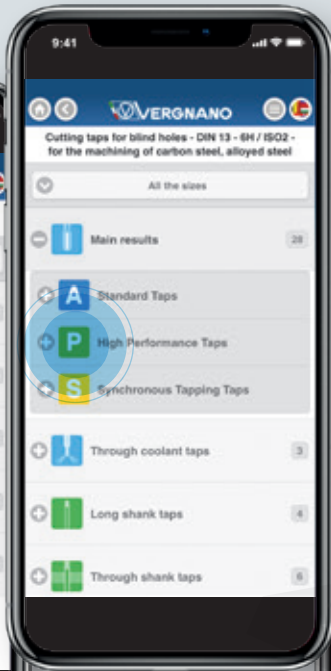 9:41
VERGNANO
Cutting taps for blind holes - DIN 13 - 6H / ISO2 -
for the machining of carbon steel, alloyed steel
All the sizes
Main results 28
A Standard Taps
P High Performance Taps
S Synchronous Tapping Taps
Through coolant taps 3
Long shank taps 4
Through shank taps 6